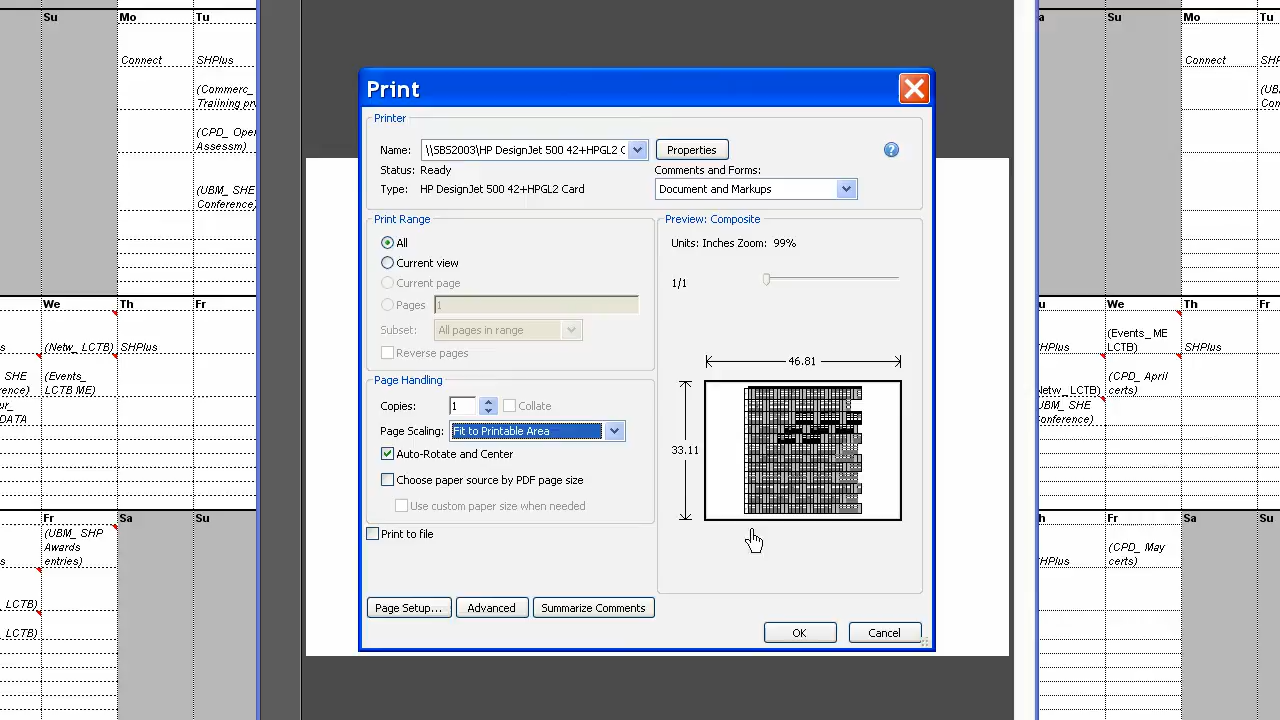 Su Mo Tu
Connect SHPlus
(Commerc_
Traiining pr
(CPD_ Oper
Assessm)
(UBM_ SHE
Conference)
We Th Fr
(Netw_ LCTB) SHPlus
SHE (Events_
LCTB ME)
DATA
Fr Sa Su
(UBM_ SHP
Awards
entries)
LCTB)
LCTB)
Print
Printer
Name: \\SBS2003\HP DesignJet 500 42+HPGL2 C Properties
Status: Ready Comments and Forms:
Type: HP DesignJet 500 42+HPGL2 Card Document and Markups
Print Range
All
Current view
Current page
Pages 1
Subset: All pages in range
Reverse pages
Page Handling
Copies: 1 Collate
Page Scaling: Fit to Printable Area
Auto-Rotate and Center
Choose paper source by PDF page size
Use custom paper size when needed
Print to file
Preview: Composite
Units: Inches Zoom: 99%
1/1
46.81
33.11
Page Setup... Advanced Summarize Comments
OK Cancel
a Su Mo Tu
Connect SHP
(UBM_
Con
u We Th Fr
SHPlus (Events_ ME
LCTB) SHPlus
Netw_ LCTB) (CPD_ April
certs)
UBM_ SHE
Conference)
h Fr Sa Su
SHPlus (CPD_ May
certs)